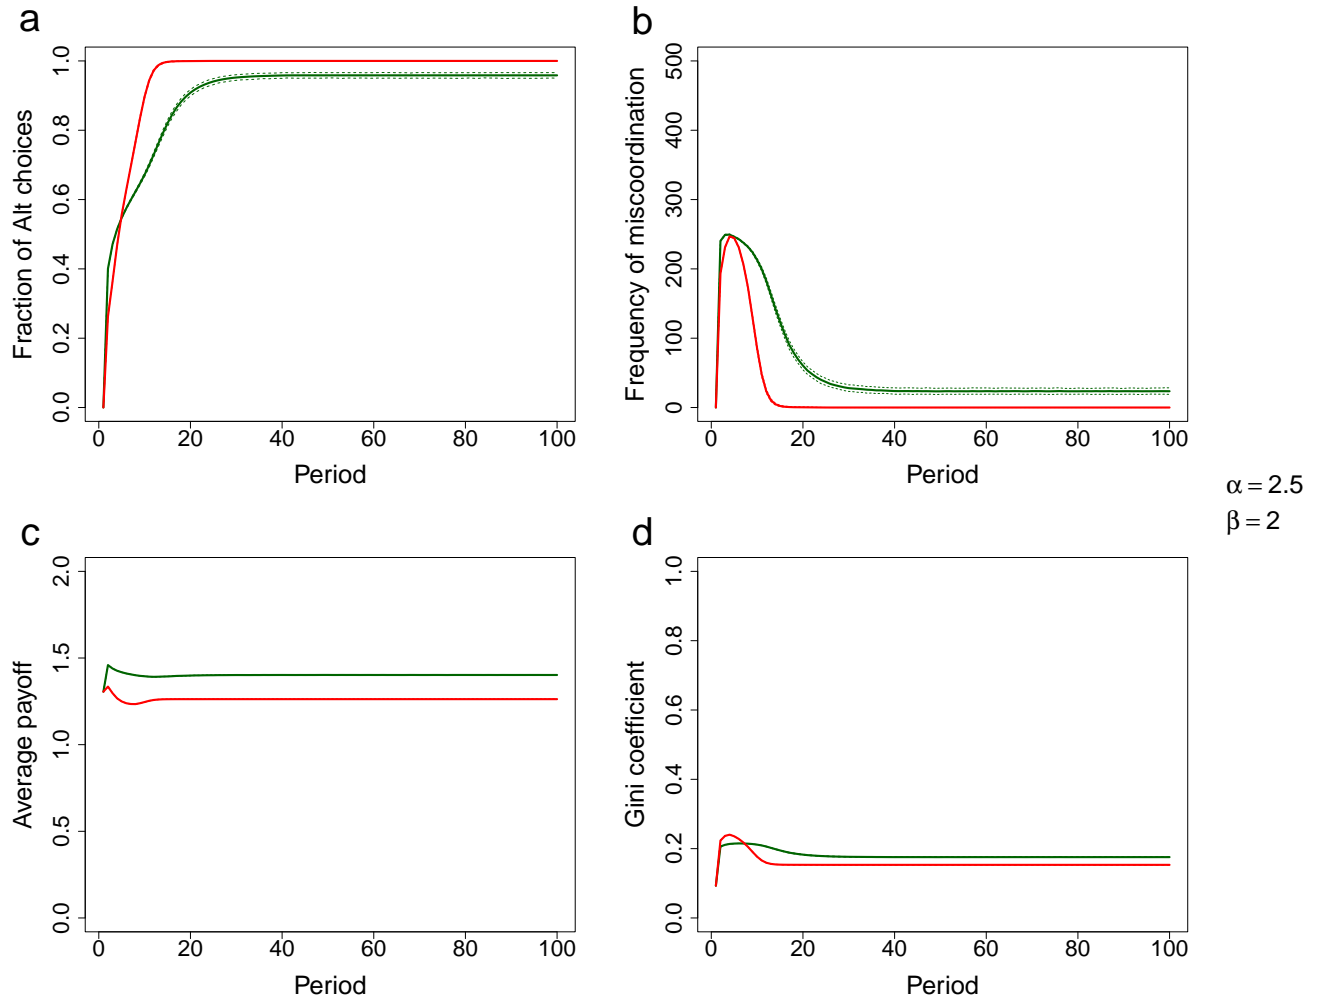 a
Fraction of Alt choices
1.0
0.8
0.6
0.4
0.2
0.0
0 20 40 60 80 100
Period
b
Frequency of miscoordination
500
400
300
200
100
0
0 20 40 60 80 100
Period
α = 2.5
β = 2
c
Average payoff
2.0
1.5
1.0
0.5
0.0
0 20 40 60 80 100
Period
d
Gini coefficient
1.0
0.8
0.6
0.4
0.2
0.0
0 20 40 60 80 100
Period